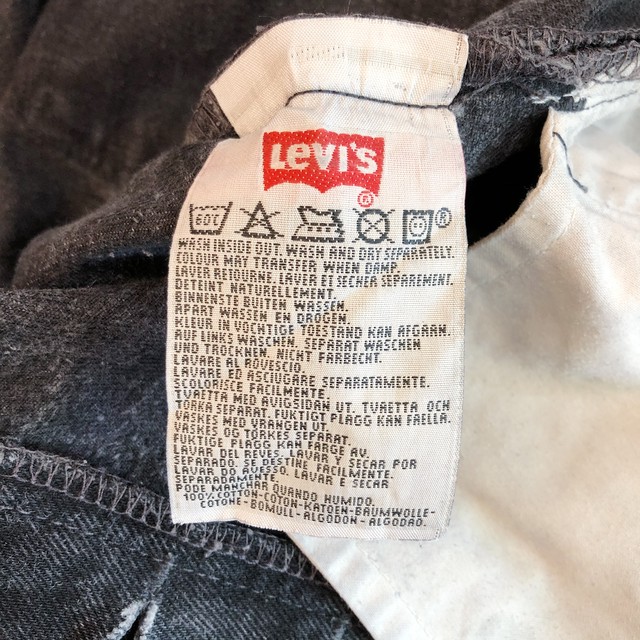 LEVI'S
®
60° ®
WASH INSIDE OUT. WASH AND DRY SEPARATELY.
COLOUR MAY TRANSFER WHEN DAMP.
LAVER RETOURNE. LAVER ET SECHER SEPAREMENT.
DETEINT NATURELLEMENT.
BINNENSTE BUITEN WASSEN.
APART WASSEN EN DROGEN.
KLEUR IN VOCHTIGE TOESTAND KAN AFGAAN.
AUF LINKS WASCHEN. SEPARAT WASCHEN
UND TROCKNEN. NICHT FARBECHT.
LAVARE AL ROVESCIO.
LAVARE ED ASCIUGARE SEPARATAMENTE.
SCOLORISCE FACILMENTE.
TVAETTA MED AVIGSIDAN UT. TVAETTA OCH
TORKA SEPARAT. FUKTIGT PLAGG KAN FAELLA.
VASKES MED VRANGEN UT.
VASKES OG TORKES SEPARAT.
FUKTIGE PLAGG KAN FARGE AV.
LAVAR DEL REVES. LAVAR Y SECAR POR
SEPARADO. SE DESTINE FACILMENTE.
LAVAR DO AVESSO. LAVAR E SECAR
SEPARADAMENTE.
PODE MANCHAR QUANDO HUMIDO.
100% COTTON-COTON-KATOEN-BAUMWOLLE-
COTONE-BOMULL-ALGODON-ALGODAO.